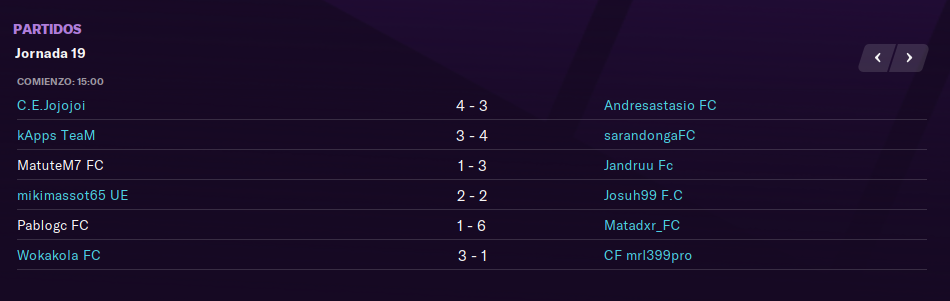 PARTIDOS
Jornada 19
COMIENZO: 15:00
C.E.Jojojoi 4 - 3 Andresastasio FC
kApps TeaM 3 - 4 sarandongaFC
MatuteM7 FC 1 - 3 Jandruu Fc
mikimassot65 UE 2 - 2 Josuh99 F.C
Pablogc FC 1 - 6 Matadxr_FC
Wokakola FC 3 - 1 CF mrl399pro